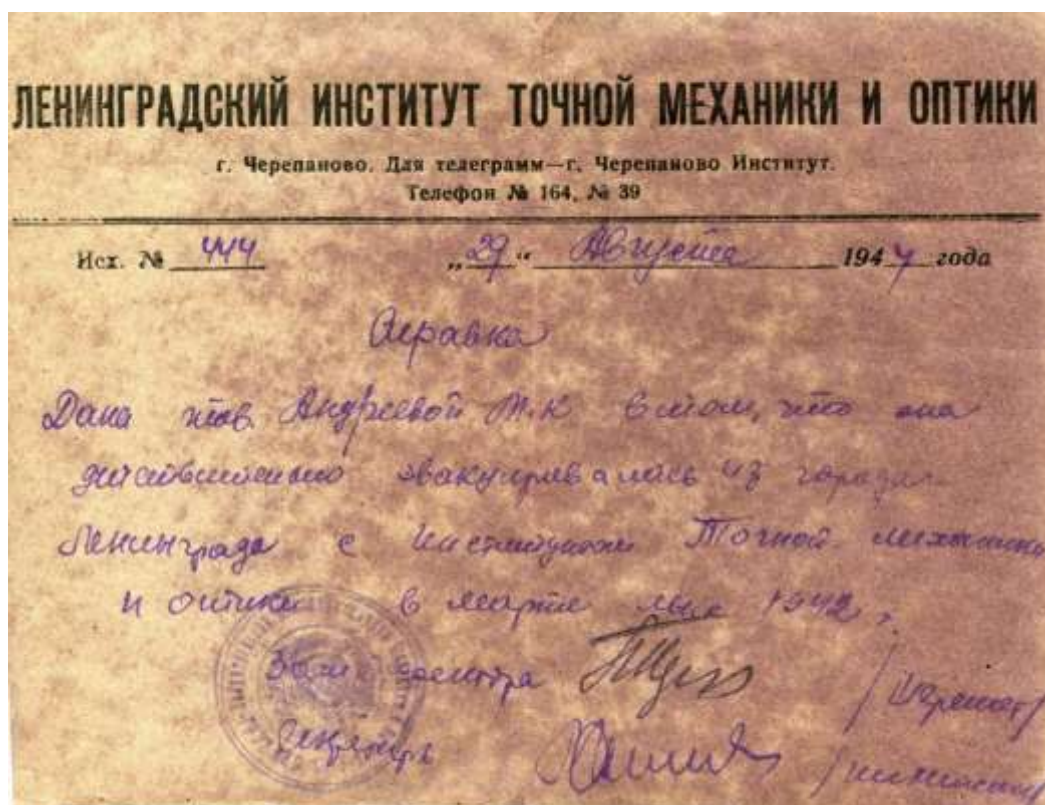 ЛЕНИНГРАДСКИЙ ИНСТИТУТ ТОЧНОЙ МЕХАНИКИ И ОПТИКИ
г. Черепаново. Для телеграмм—г. Черепаново Институт.
Телефон № 164, № 39
Исх. № 444 „29“ Августа 1944 года
Справка
Дана тов. Андреевой М.К в том, что она
действительно эвакуировалась из города
Ленинграда с Институтом Точной механики
и оптики в марте м-це 1942.
Зам. директора
Секретарь